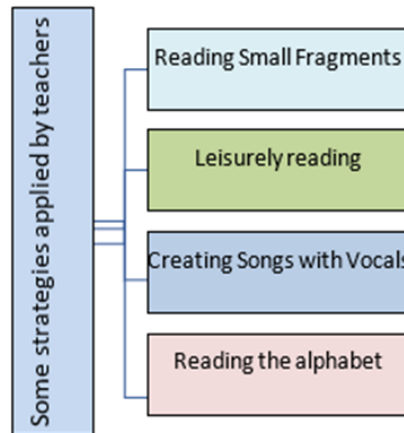 Some strategies applied by teachers
Reading Small Fragments
Leisurely reading
Creating Songs with Vocals
Reading the alphabet